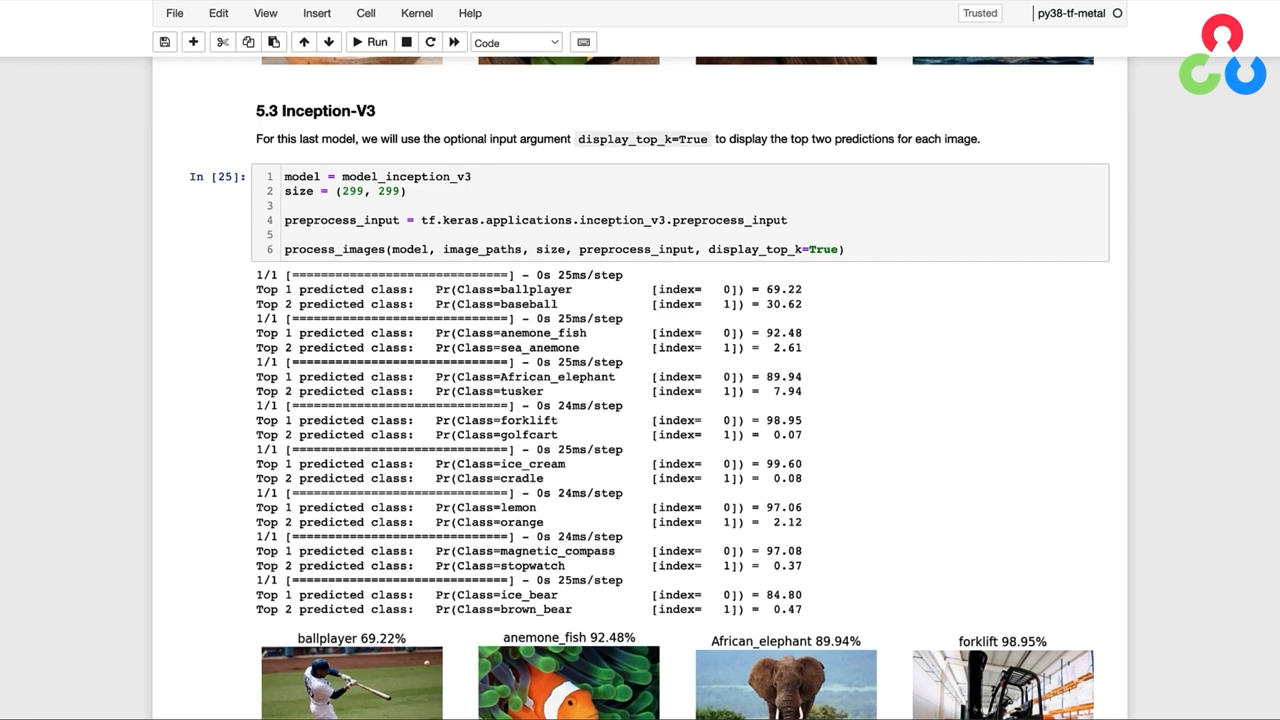 File Edit View Insert Cell Kernel Help Trusted py38-tf-metal
Run Code
5.3 Inception-V3
For this last model, we will use the optional input argument display_top_k=True to display the top two predictions for each image.
In [25]:
1 model = model_inception_v3
2 size = (299, 299)
3
4 preprocess_input = tf.keras.applications.inception_v3.preprocess_input
5
6 process_images(model, image_paths, size, preprocess_input, display_top_k=True)
1/1 [==============================] - 0s 25ms/step
Top 1 predicted class: Pr(Class=ballplayer [index= 0]) = 69.22
Top 2 predicted class: Pr(Class=baseball [index= 1]) = 30.62
1/1 [==============================] - 0s 25ms/step
Top 1 predicted class: Pr(Class=anemone_fish [index= 0]) = 92.48
Top 2 predicted class: Pr(Class=sea_anemone [index= 1]) = 2.61
1/1 [==============================] - 0s 25ms/step
Top 1 predicted class: Pr(Class=African_elephant [index= 0]) = 89.94
Top 2 predicted class: Pr(Class=tusker [index= 1]) = 7.94
1/1 [==============================] - 0s 24ms/step
Top 1 predicted class: Pr(Class=forklift [index= 0]) = 98.95
Top 2 predicted class: Pr(Class=golfcart [index= 1]) = 0.07
1/1 [==============================] - 0s 25ms/step
Top 1 predicted class: Pr(Class=ice_cream [index= 0]) = 99.60
Top 2 predicted class: Pr(Class=cradle [index= 1]) = 0.08
1/1 [==============================] - 0s 24ms/step
Top 1 predicted class: Pr(Class=lemon [index= 0]) = 97.06
Top 2 predicted class: Pr(Class=orange [index= 1]) = 2.12
1/1 [==============================] - 0s 24ms/step
Top 1 predicted class: Pr(Class=magnetic_compass [index= 0]) = 97.08
Top 2 predicted class: Pr(Class=stopwatch [index= 1]) = 0.37
1/1 [==============================] - 0s 25ms/step
Top 1 predicted class: Pr(Class=ice_bear [index= 0]) = 84.80
Top 2 predicted class: Pr(Class=brown_bear [index= 1]) = 0.47
ballplayer 69.22% anemone_fish 92.48% African_elephant 89.94% forklift 98.95%